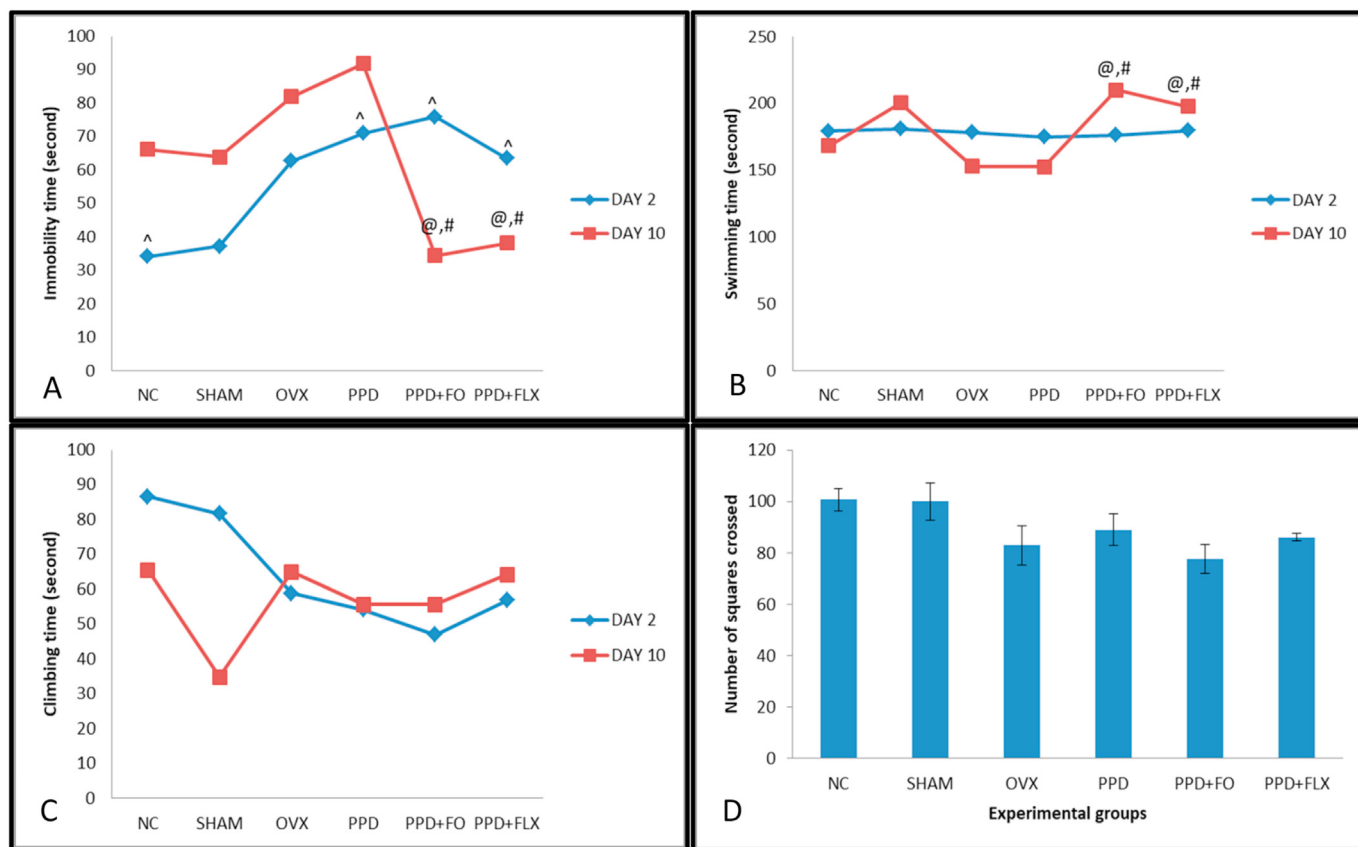 100
90
80
70
60
50
40
30
20
10
0
Immobility time (second)
^
^
^
^
@,#
@,#
NC SHAM OVX PPD PPD+FO PPD+FLX
DAY 2
DAY 10
A
250
200
150
100
50
0
Swimming time (second)
@,#
@,#
NC SHAM OVX PPD PPD+FO PPD+FLX
DAY 2
DAY 10
B
100
90
80
70
60
50
40
30
20
10
0
Climbing time (second)
NC SHAM OVX PPD PPD+FO PPD+FLX
DAY 2
DAY 10
C
120
100
80
60
40
20
0
Number of squares crossed
NC SHAM OVX PPD PPD+FO PPD+FLX
Experimental groups
D